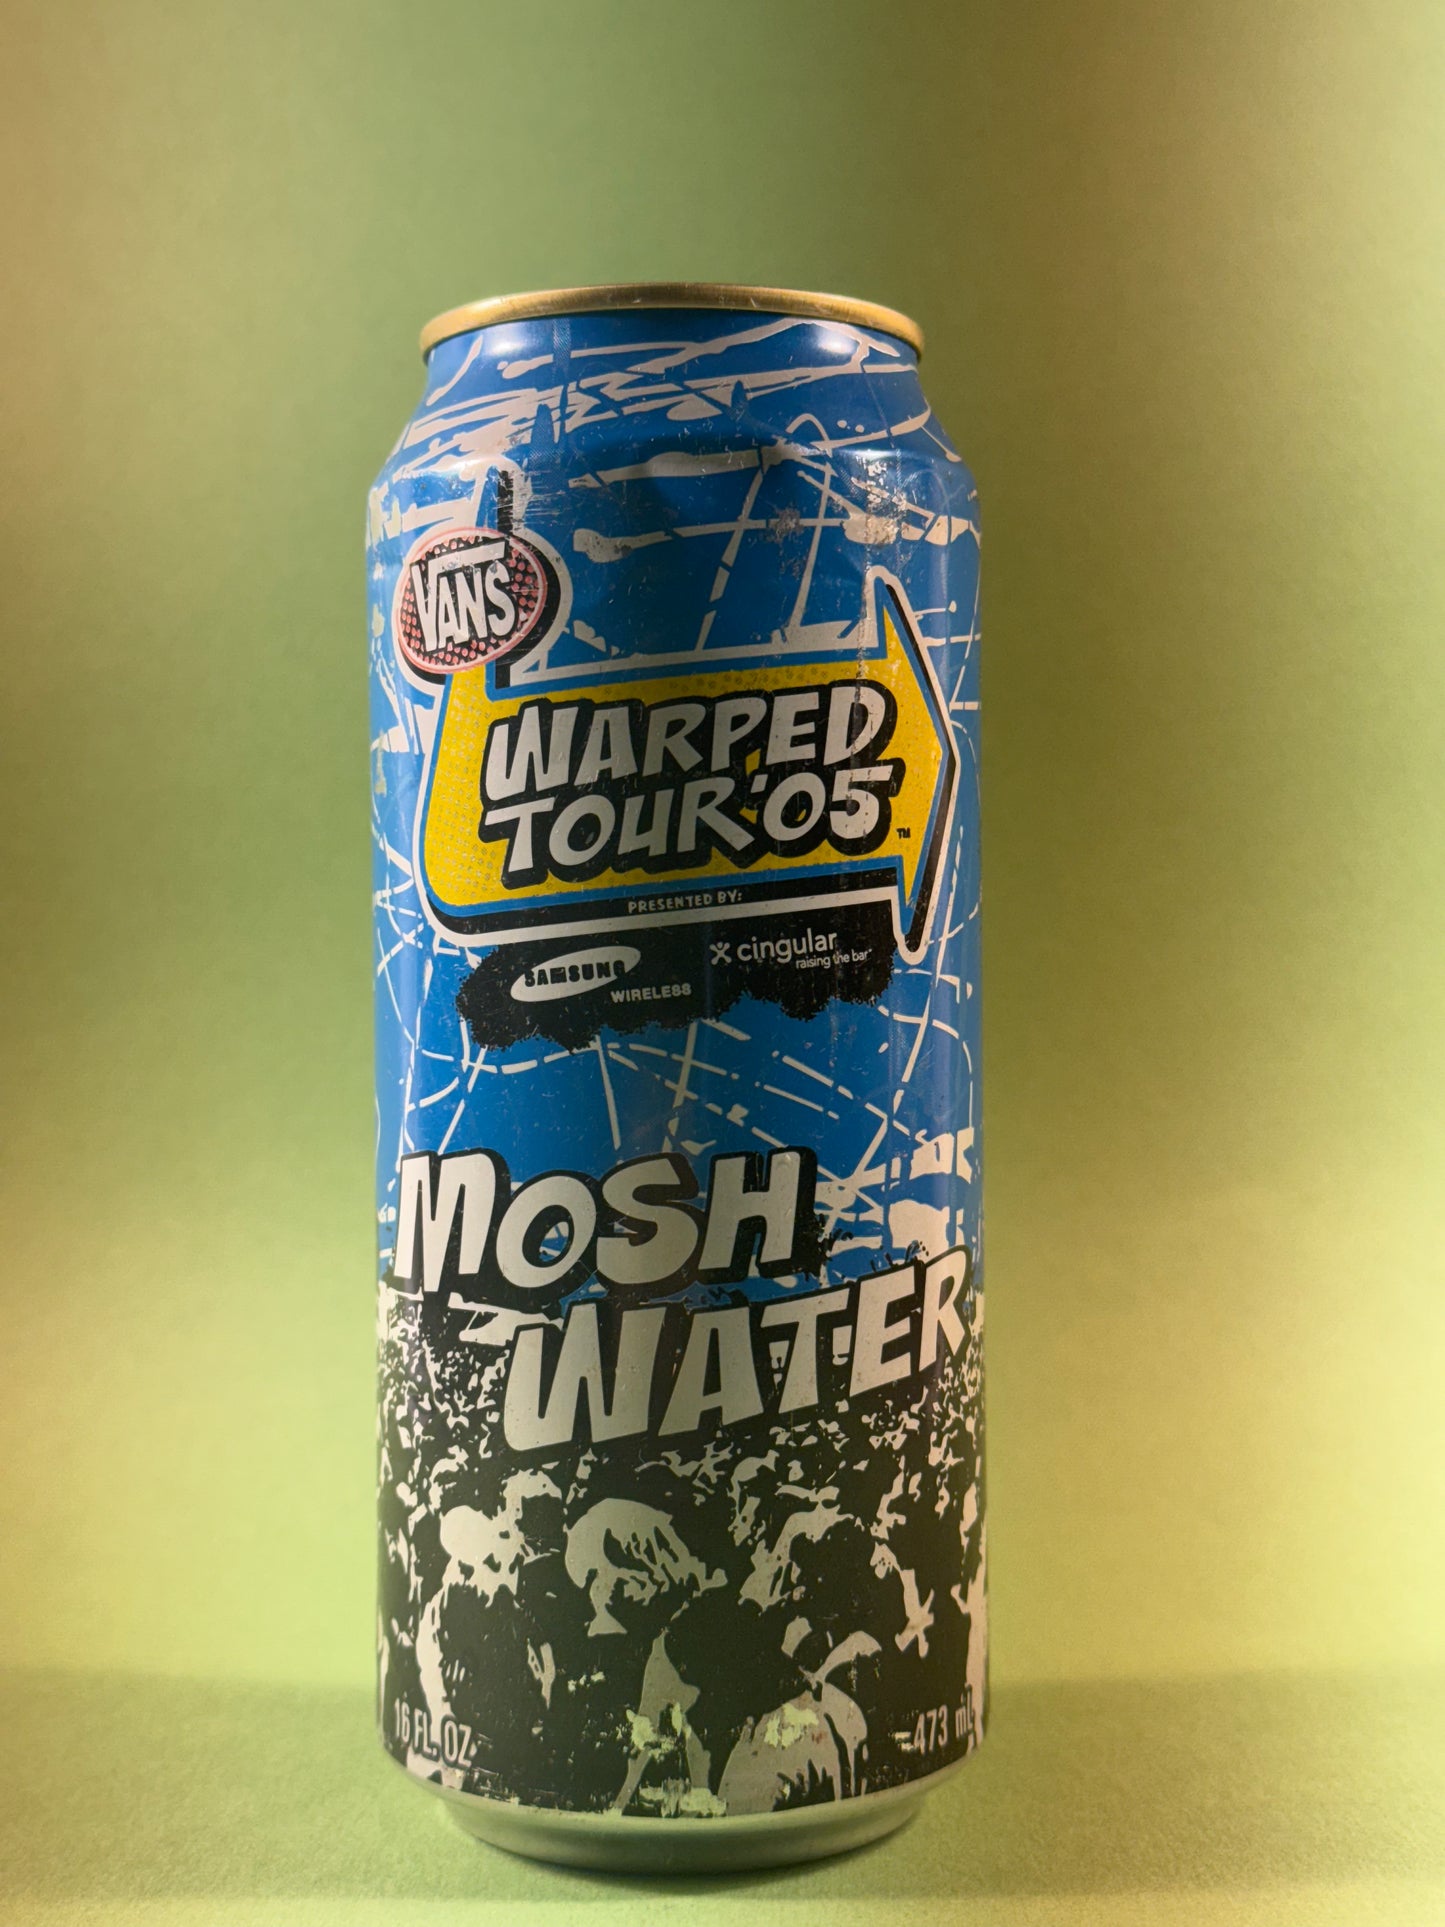 VANS
WARPED
TOUR '05 ™
PRESENTED BY:
SAMSUNG
WIRELESS
cingular
raising the bar
MOSH
WATER
16 FL. OZ
473 mL